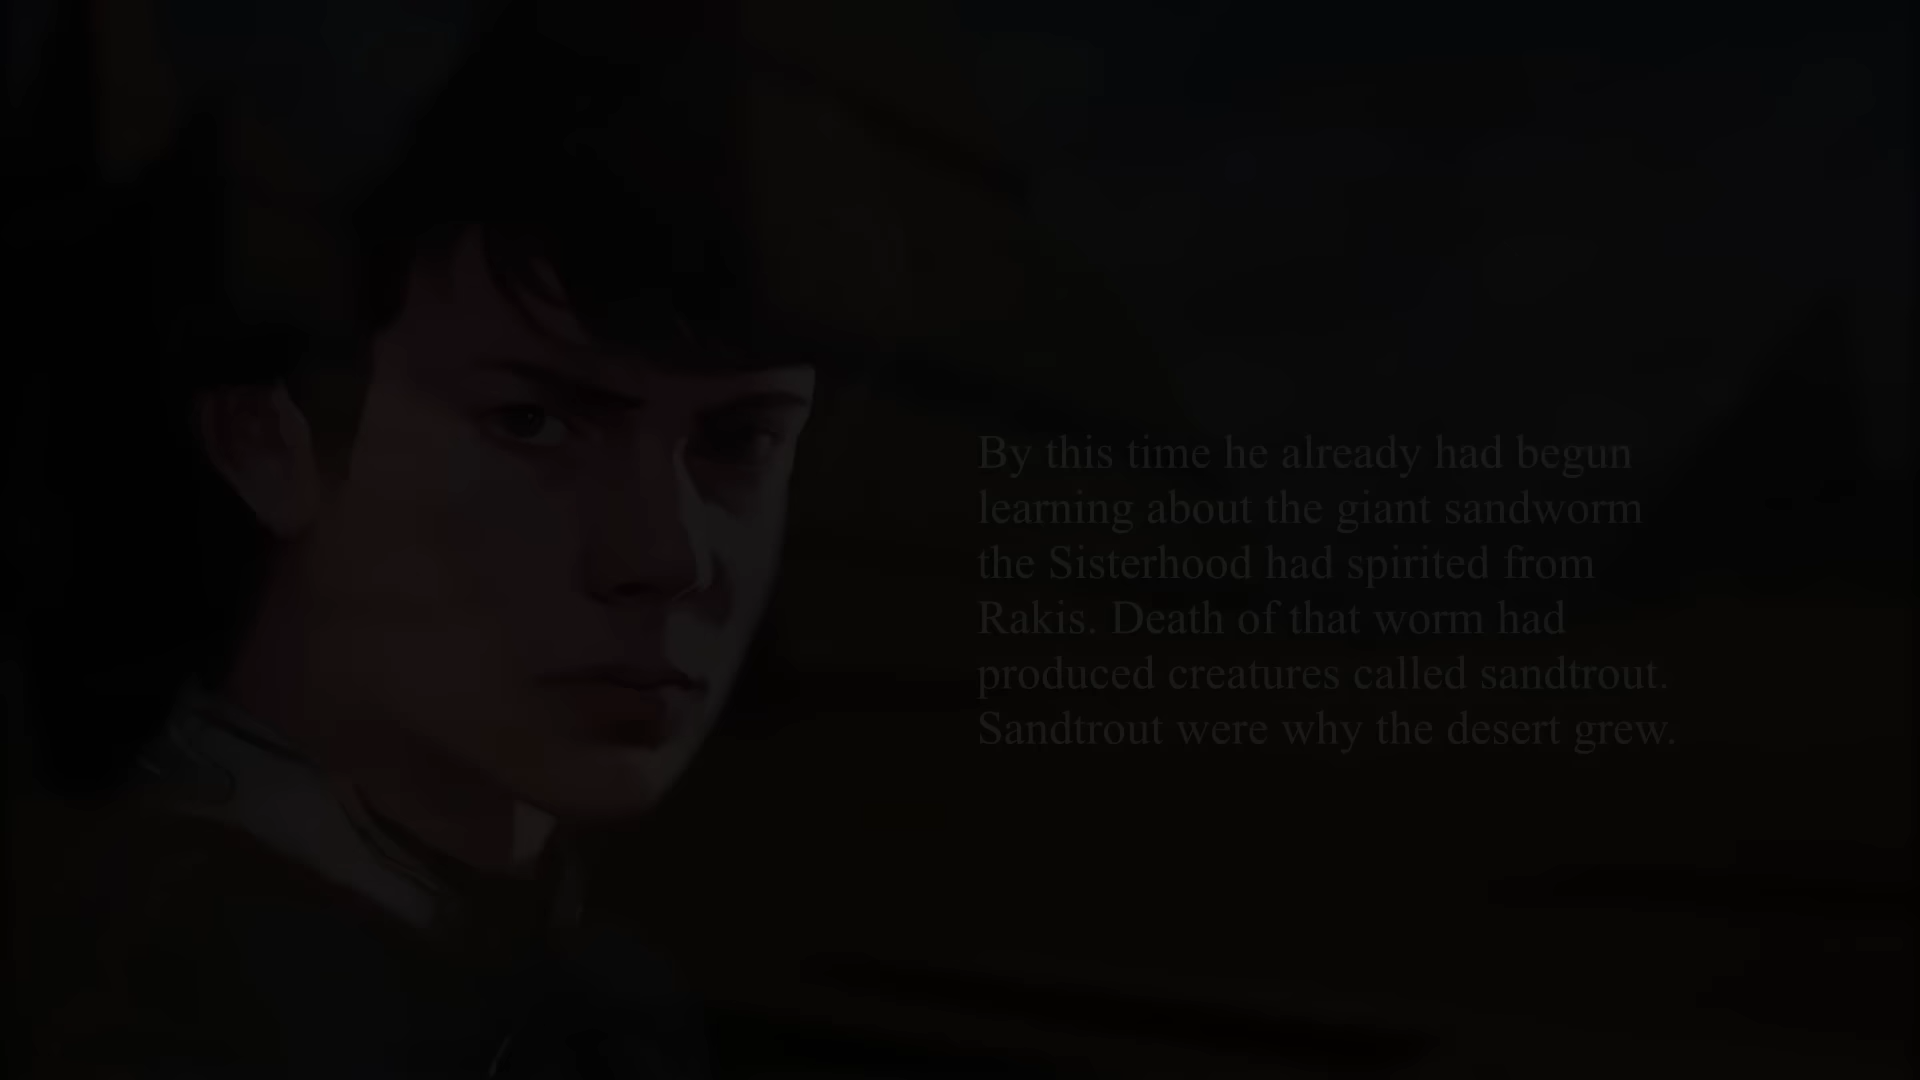 By this time he already had begun
learning about the giant sandworm
the Sisterhood had spirited from
Rakis. Death of that worm had
produced creatures called sandtrout.
Sandtrout were why the desert grew.